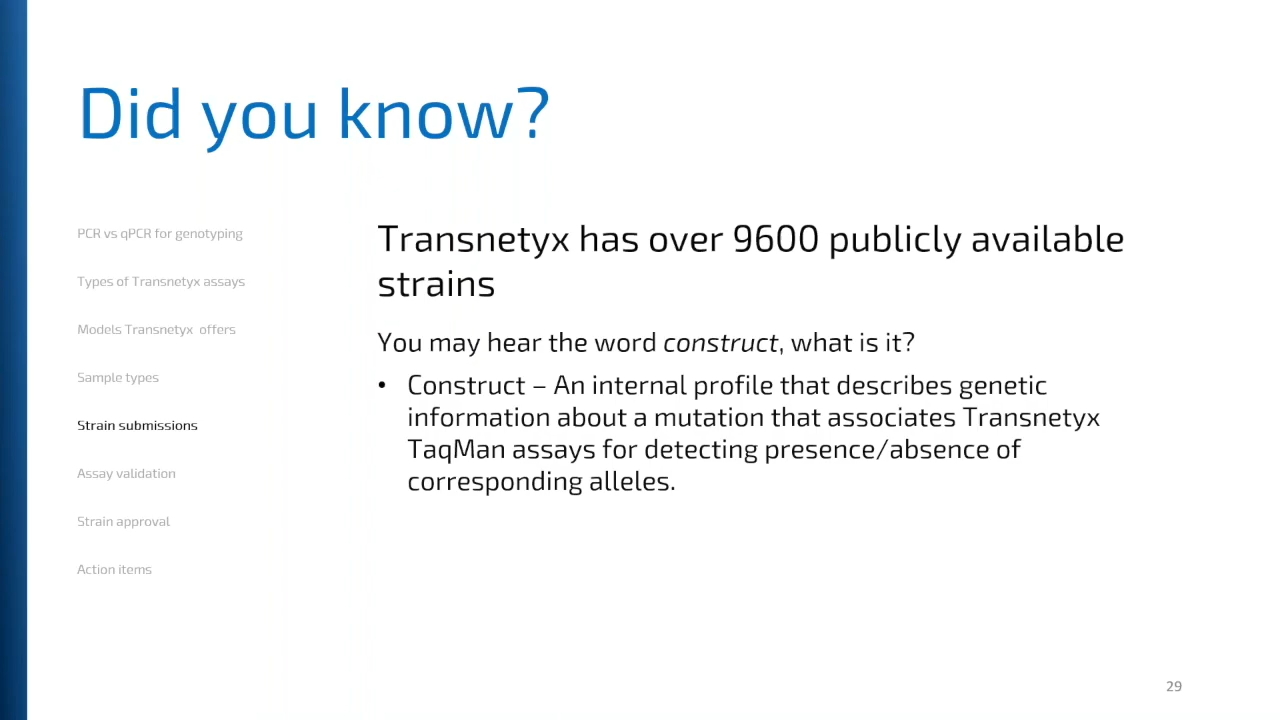 Did you know?
PCR vs qPCR for genotyping
Types of Transnetyx assays
Models Transnetyx offers
Sample types
Strain submissions
Assay validation
Strain approval
Action items
Transnetyx has over 9600 publicly available
strains
You may hear the word construct, what is it?
• Construct – An internal profile that describes genetic
information about a mutation that associates Transnetyx
TaqMan assays for detecting presence/absence of
corresponding alleles.
29